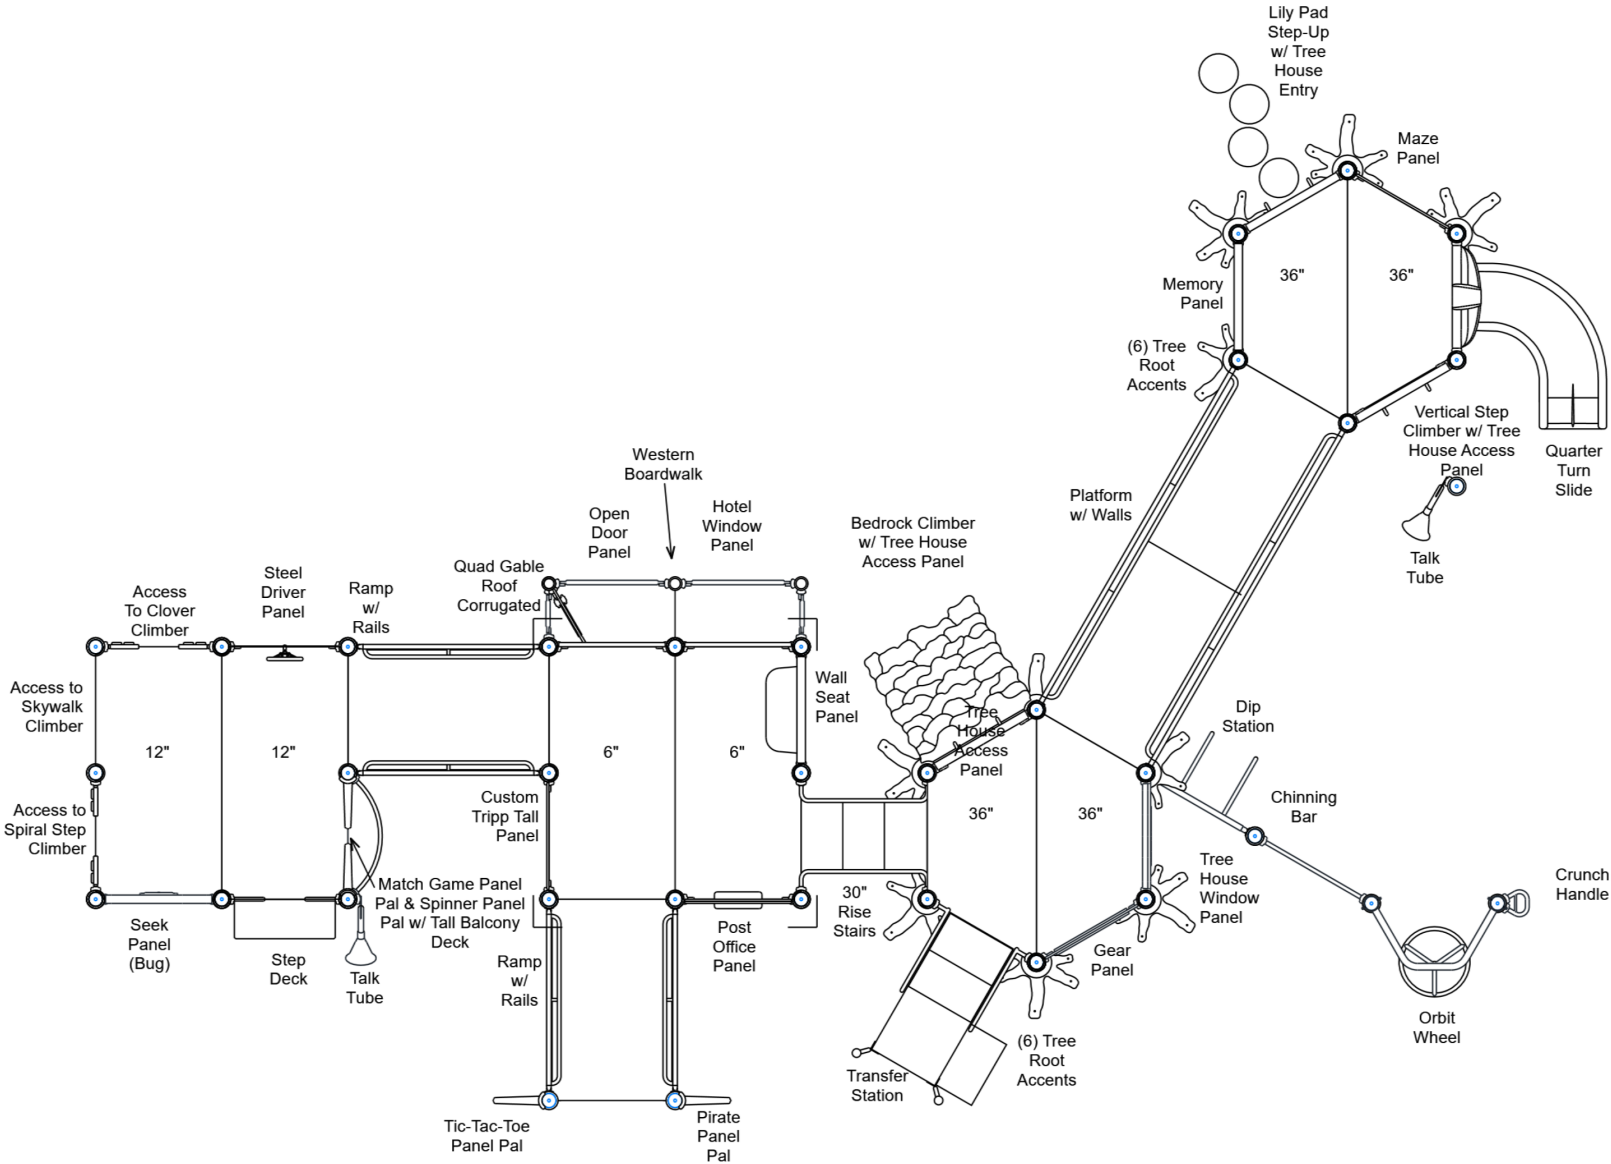 Lily Pad
Step-Up
w/ Tree
House
Entry
Maze
Panel
36"
36"
Memory
Panel
(6) Tree
Root
Accents
Vertical Step
Climber w/ Tree
House Access
Panel
Quarter
Turn
Slide
Talk
Tube
Platform
w/ Walls
Western
Boardwalk
Open
Door
Panel
Hotel
Window
Panel
Bedrock Climber
w/ Tree House
Access Panel
Quad Gable
Roof
Corrugated
Access
To Clover
Climber
Steel
Driver
Panel
Ramp
w/
Rails
Access to
Skywalk
Climber
12"
12"
6"
6"
Wall
Seat
Panel
Tree
House
Access
Panel
Dip
Station
Access to
Spiral Step
Climber
Custom
Tripp Tall
Panel
36"
36"
Chinning
Bar
Match Game Panel
Pal & Spinner Panel
Pal w/ Tall Balcony
Deck
30"
Rise
Stairs
Tree
House
Window
Panel
Crunch
Handle
Seek
Panel
(Bug)
Step
Deck
Talk
Tube
Ramp
w/
Rails
Post
Office
Panel
Gear
Panel
Orbit
Wheel
(6) Tree
Root
Accents
Transfer
Station
Tic-Tac-Toe
Panel Pal
Pirate
Panel
Pal